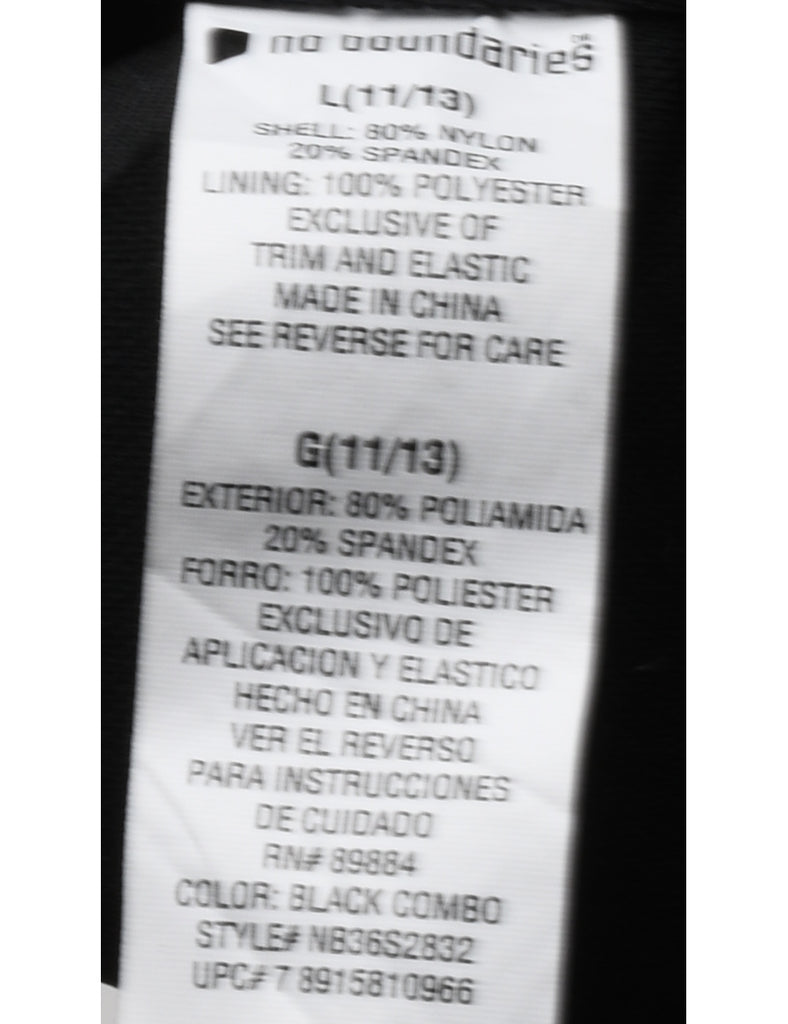 no boundaries
L(11/13)
SHELL: 80% NYLON
20% SPANDEX
LINING: 100% POLYESTER
EXCLUSIVE OF
TRIM AND ELASTIC
MADE IN CHINA
SEE REVERSE FOR CARE
G(11/13)
EXTERIOR: 80% POLIAMIDA
20% SPANDEX
FORRO: 100% POLIESTER
EXCLUSIVO DE
APLICACION Y ELASTICO
HECHO EN CHINA
VER EL REVERSO
PARA INSTRUCCIONES
DE CUIDADO
RN# 89884
COLOR: BLACK COMBO
STYLE# NB36S2832
UPC# 7 8915810966